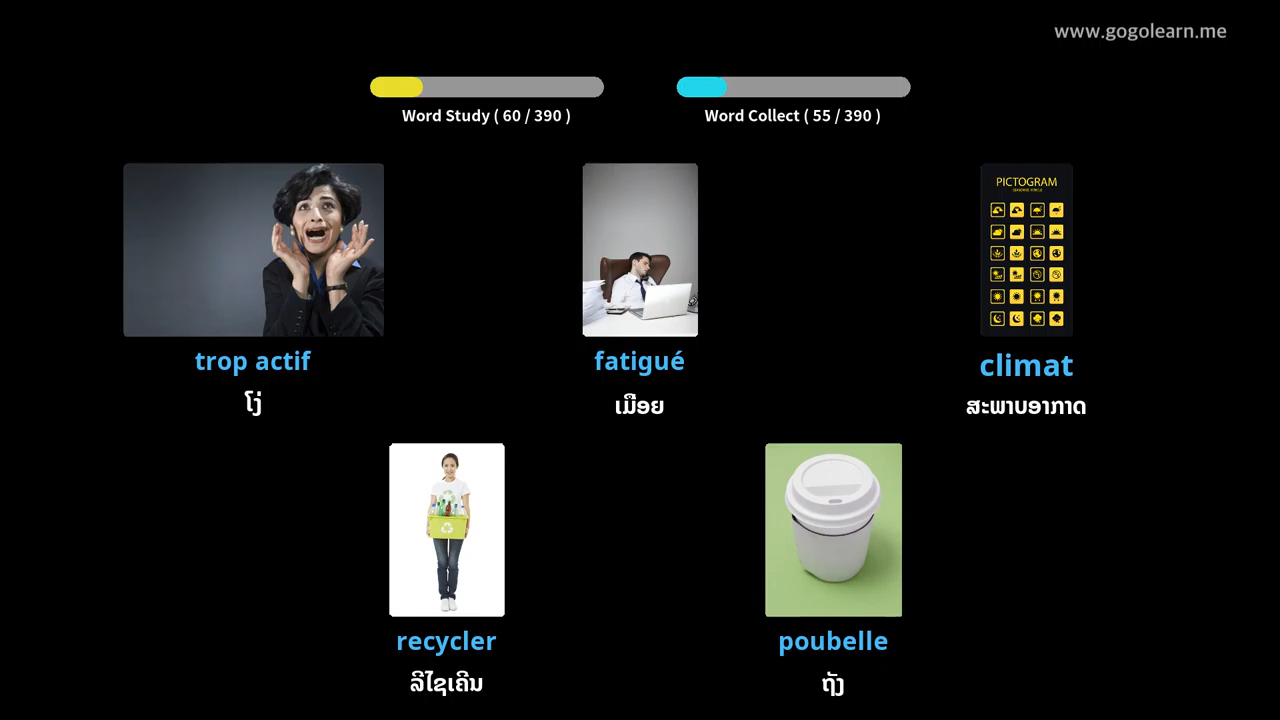 www.gogolearn.me
Word Study ( 60 / 390 )
Word Collect ( 55 / 390 )
PICTOGRAM
trop actif
fatigué
climat
ໂງ່
ເມື່ອຍ
ສະພາບອາກາດ
recycler
poubelle
ລີໄຊເຄີນ
ຖັງ